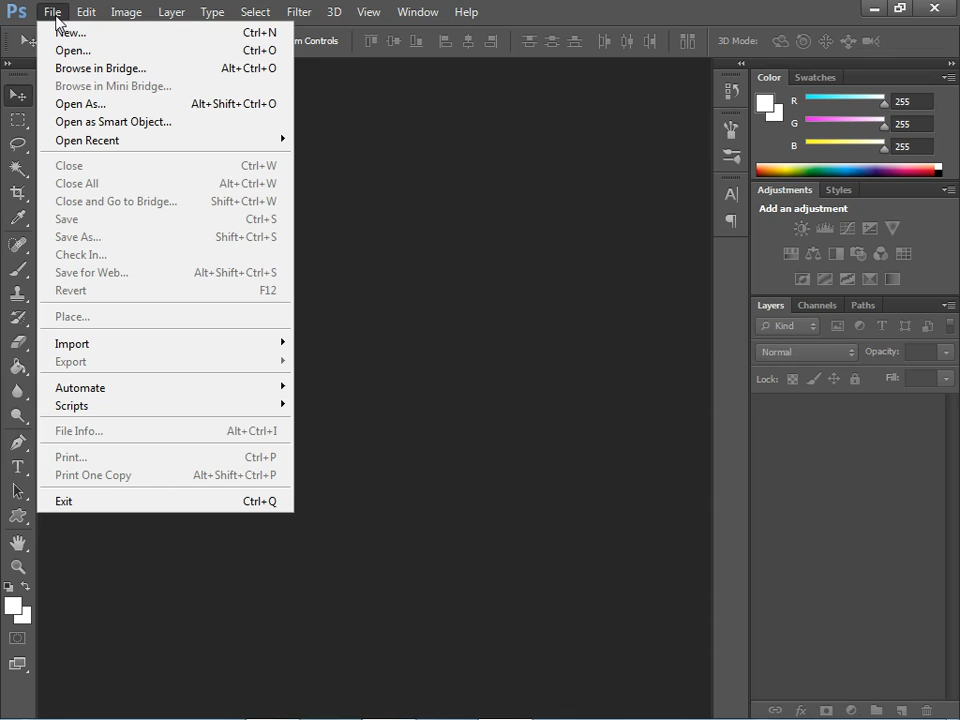 Ps File Edit Image Layer Type Select Filter 3D View Window Help
m Controls 3D Mode:
New... Ctrl+N
Open... Ctrl+O
Browse in Bridge... Alt+Ctrl+O
Browse in Mini Bridge...
Open As... Alt+Shift+Ctrl+O
Open as Smart Object...
Open Recent
Close Ctrl+W
Close All Alt+Ctrl+W
Close and Go to Bridge... Shift+Ctrl+W
Save Ctrl+S
Save As... Shift+Ctrl+S
Check In...
Save for Web... Alt+Shift+Ctrl+S
Revert F12
Place...
Import
Export
Automate
Scripts
File Info... Alt+Ctrl+I
Print... Ctrl+P
Print One Copy Alt+Shift+Ctrl+P
Exit Ctrl+Q
Color Swatches
R 255
G 255
B 255
Adjustments Styles
Add an adjustment
Layers Channels Paths
Kind
Normal Opacity:
Lock: Fill: